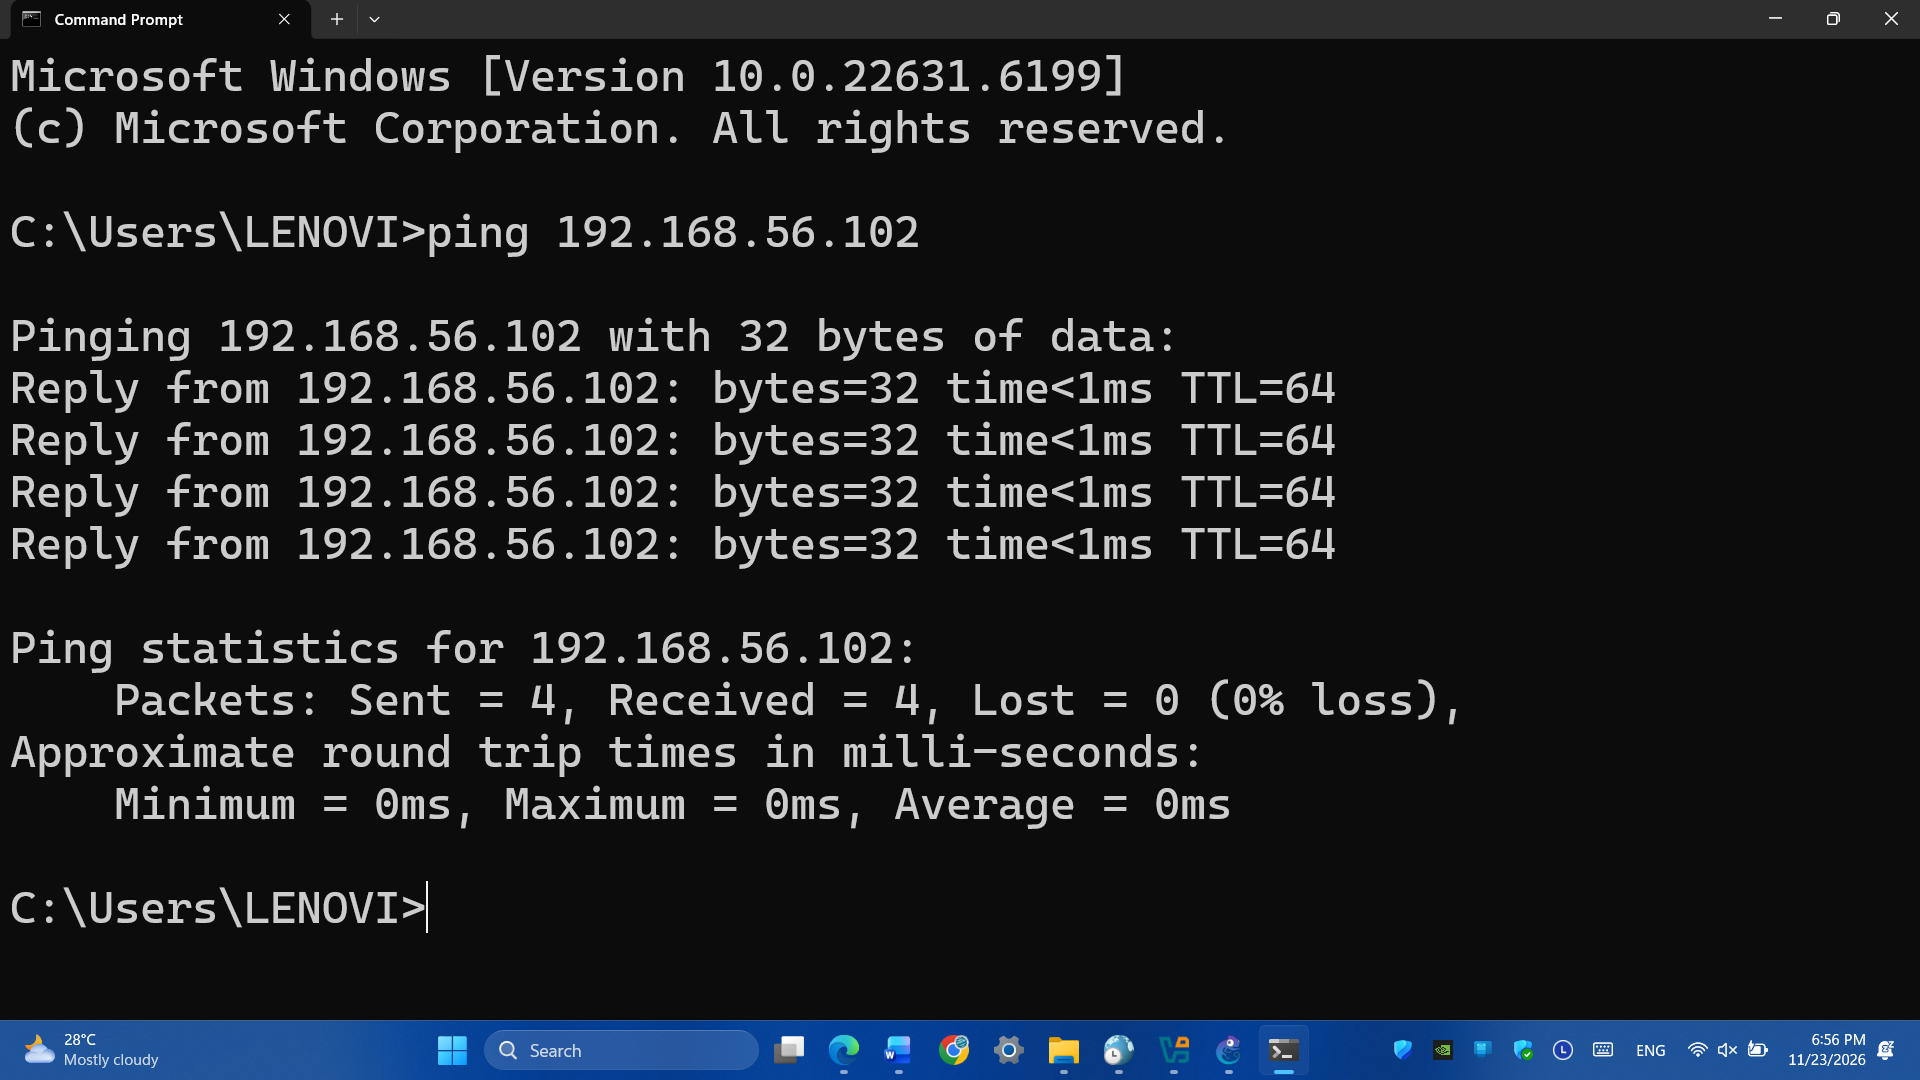 Command Prompt
Microsoft Windows [Version 10.0.22631.6199]
(c) Microsoft Corporation. All rights reserved.
C:\Users\LENOVI>ping 192.168.56.102
Pinging 192.168.56.102 with 32 bytes of data:
Reply from 192.168.56.102: bytes=32 time<1ms TTL=64
Reply from 192.168.56.102: bytes=32 time<1ms TTL=64
Reply from 192.168.56.102: bytes=32 time<1ms TTL=64
Reply from 192.168.56.102: bytes=32 time<1ms TTL=64
Ping statistics for 192.168.56.102:
    Packets: Sent = 4, Received = 4, Lost = 0 (0% loss),
Approximate round trip times in milli-seconds:
    Minimum = 0ms, Maximum = 0ms, Average = 0ms
C:\Users\LENOVI>
28°C
Mostly cloudy
Search
ENG
6:56 PM
11/23/2026